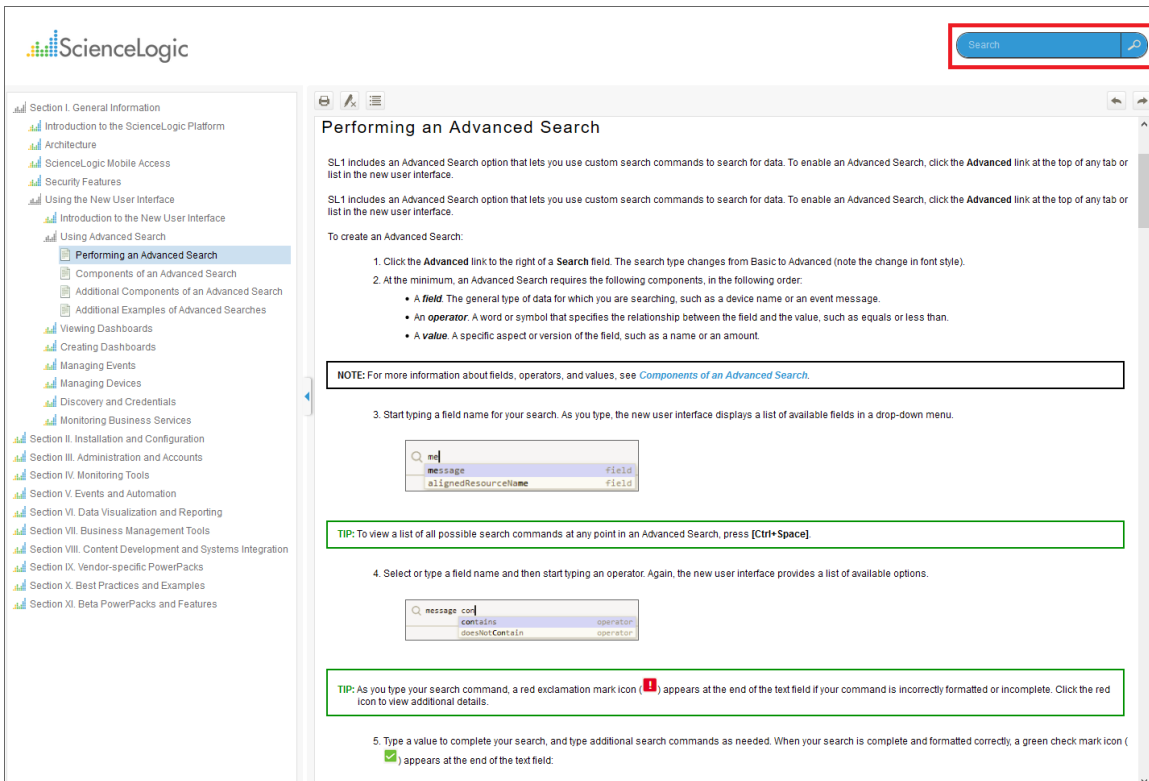 ScienceLogic
Search
Section I. General Information
Introduction to the ScienceLogic Platform
Architecture
ScienceLogic Mobile Access
Security Features
Using the New User Interface
Introduction to the New User Interface
Using Advanced Search
Performing an Advanced Search
Components of an Advanced Search
Additional Components of an Advanced Search
Additional Examples of Advanced Searches
Viewing Dashboards
Creating Dashboards
Managing Events
Managing Devices
Discovery and Credentials
Monitoring Business Services
Section II. Installation and Configuration
Section III. Administration and Accounts
Section IV. Monitoring Tools
Section V. Events and Automation
Section VI. Data Visualization and Reporting
Section VII. Business Management Tools
Section VIII. Content Development and Systems Integration
Section IX. Vendor-specific PowerPacks
Section X. Best Practices and Examples
Section XI. Beta PowerPacks and Features
Performing an Advanced Search
SL1 includes an Advanced Search option that lets you use custom search commands to search for data. To enable an Advanced Search, click the Advanced link at the top of any tab or
list in the new user interface.
SL1 includes an Advanced Search option that lets you use custom search commands to search for data. To enable an Advanced Search, click the Advanced link at the top of any tab or
list in the new user interface.
To create an Advanced Search:
1. Click the Advanced link to the right of a Search field. The search type changes from Basic to Advanced (note the change in font style).
2. At the minimum, an Advanced Search requires the following components, in the following order:
• A field. The general type of data for which you are searching, such as a device name or an event message.
• An operator. A word or symbol that specifies the relationship between the field and the value, such as equals or less than.
• A value. A specific aspect or version of the field, such as a name or an amount.
NOTE: For more information about fields, operators, and values, see Components of an Advanced Search.
3. Start typing a field name for your search. As you type, the new user interface displays a list of available fields in a drop-down menu.
me
message field
alignedResourceName field
TIP: To view a list of all possible search commands at any point in an Advanced Search, press [Ctrl+Space].
4. Select or type a field name and then start typing an operator. Again, the new user interface provides a list of available options.
message con
contains operator
doesNotContain operator
TIP: As you type your search command, a red exclamation mark icon ( ! ) appears at the end of the text field if your command is incorrectly formatted or incomplete. Click the red
icon to view additional details.
5. Type a value to complete your search, and type additional search commands as needed. When your search is complete and formatted correctly, a green check mark icon (
) appears at the end of the text field: